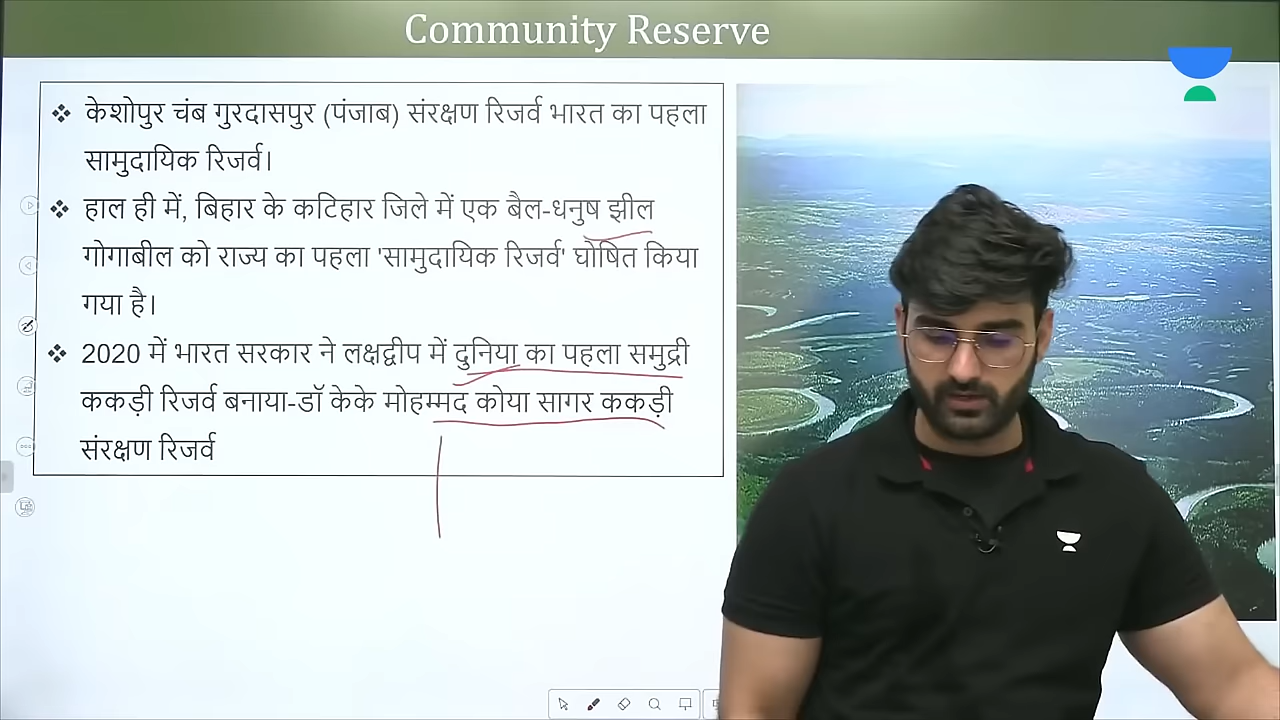 Community Reserve
❖ केशोपुर चंब गुरदासपुर (पंजाब) संरक्षण रिजर्व भारत का पहला
सामुदायिक रिजर्व।
❖ हाल ही में, बिहार के कटिहार जिले में एक बैल-धनुष झील
गोगाबील को राज्य का पहला 'सामुदायिक रिजर्व' घोषित किया
गया है।
❖ 2020 में भारत सरकार ने लक्षद्वीप में दुनिया का पहला समुद्री
ककड़ी रिजर्व बनाया-डॉ केके मोहम्मद कोया सागर ककड़ी
संरक्षण रिजर्व